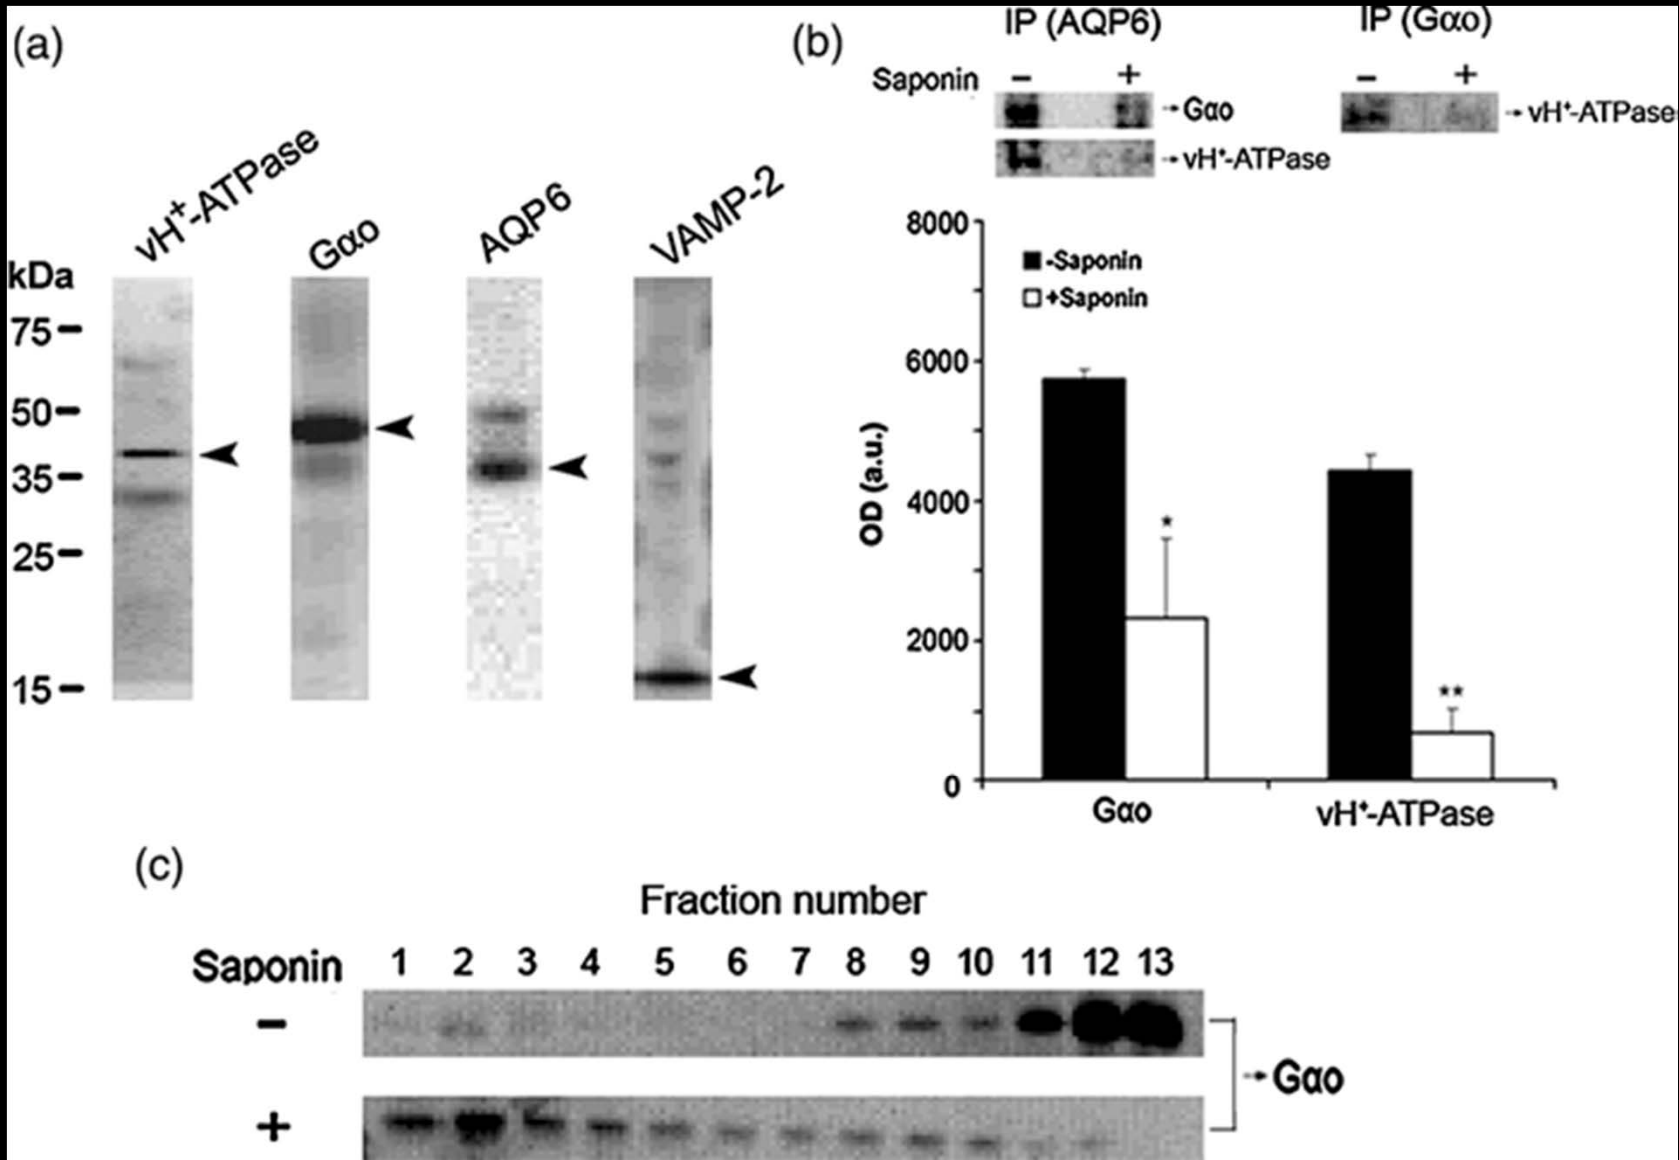 (a)
vH⁺-ATPase
Gαo
AQP6
VAMP-2
kDa
75
50
35
25
15
(b)
IP (AQP6)
IP (Gαo)
Saponin − + − +
→Gαo
→vH⁺-ATPase
→vH⁺-ATPase
8000
-Saponin
+Saponin
6000
4000
2000
0
OD (a.u.)
*
**
Gαo
vH⁺-ATPase
(c)
Fraction number
Saponin 1 2 3 4 5 6 7 8 9 10 11 12 13
−
→Gαo
+